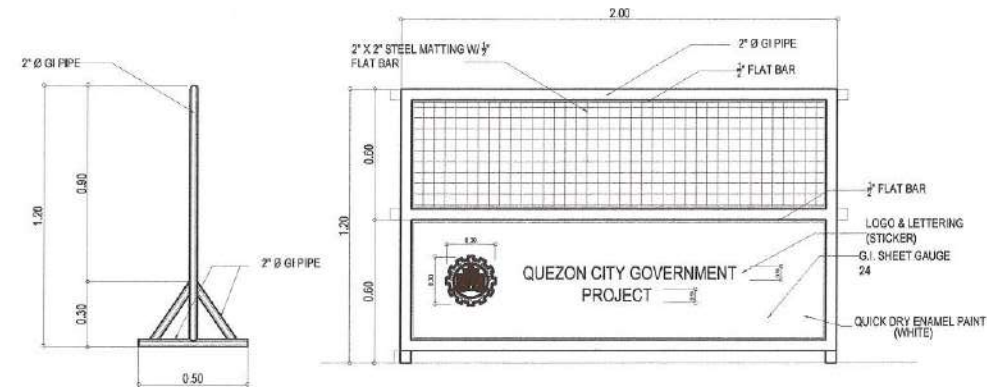 2" Ø GI PIPE
1.20
0.90
0.30
2" Ø GI PIPE
0.50
2.00
2" X 2" STEEL MATTING W/ ½"
FLAT BAR
2" Ø GI PIPE
½" FLAT BAR
1.20
0.60
0.60
½" FLAT BAR
LOGO & LETTERING
(STICKER)
G.I. SHEET GAUGE
24
QUICK DRY ENAMEL PAINT
(WHITE)
0.30
0.30
QUEZON CITY GOVERNMENT
PROJECT